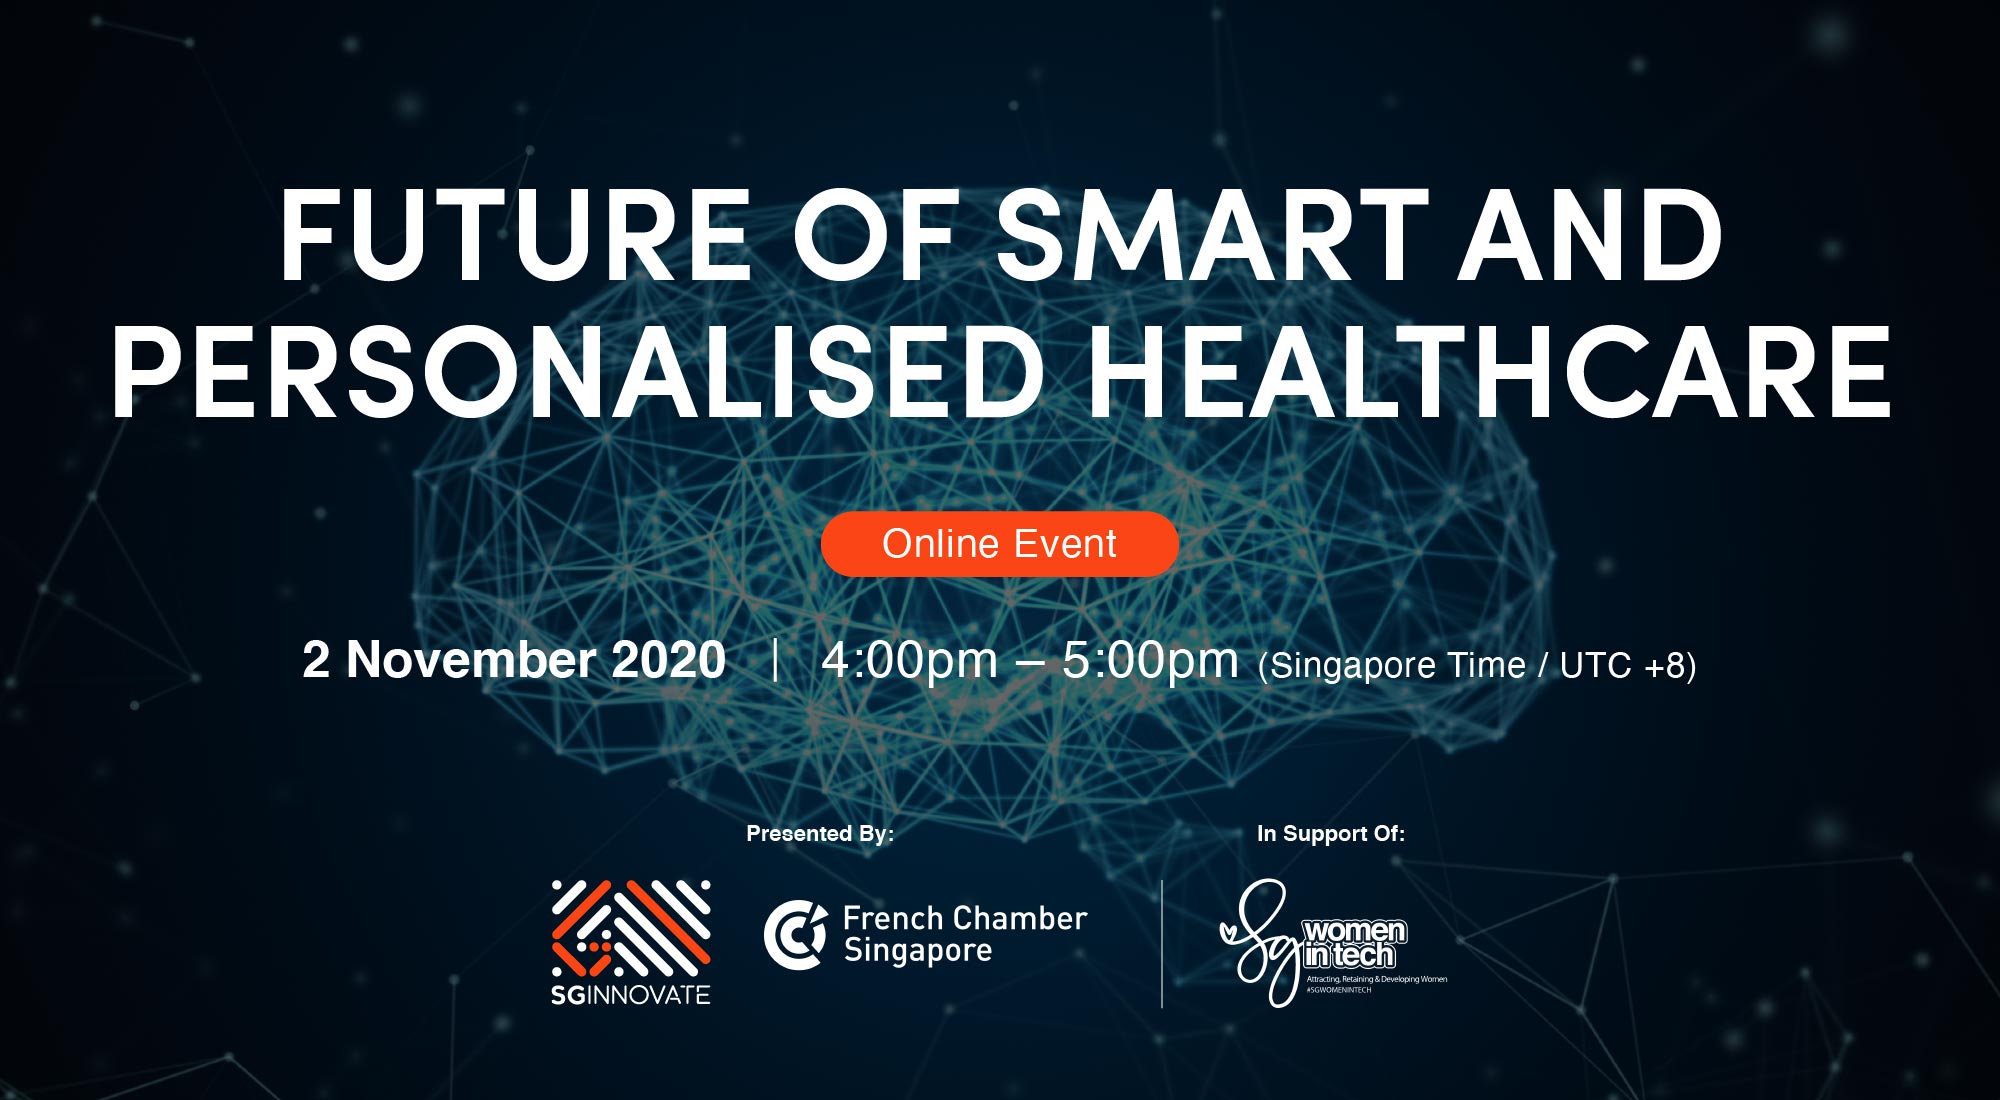 FUTURE OF SMART AND
PERSONALISED HEALTHCARE
Online Event
2 November 2020 | 4:00pm – 5:00pm (Singapore Time / UTC +8)
Presented By:
SGINNOVATE
French Chamber
Singapore
In Support Of:
Sg women
in tech
Attracting, Retaining & Developing Women
#SGWOMENINTECH